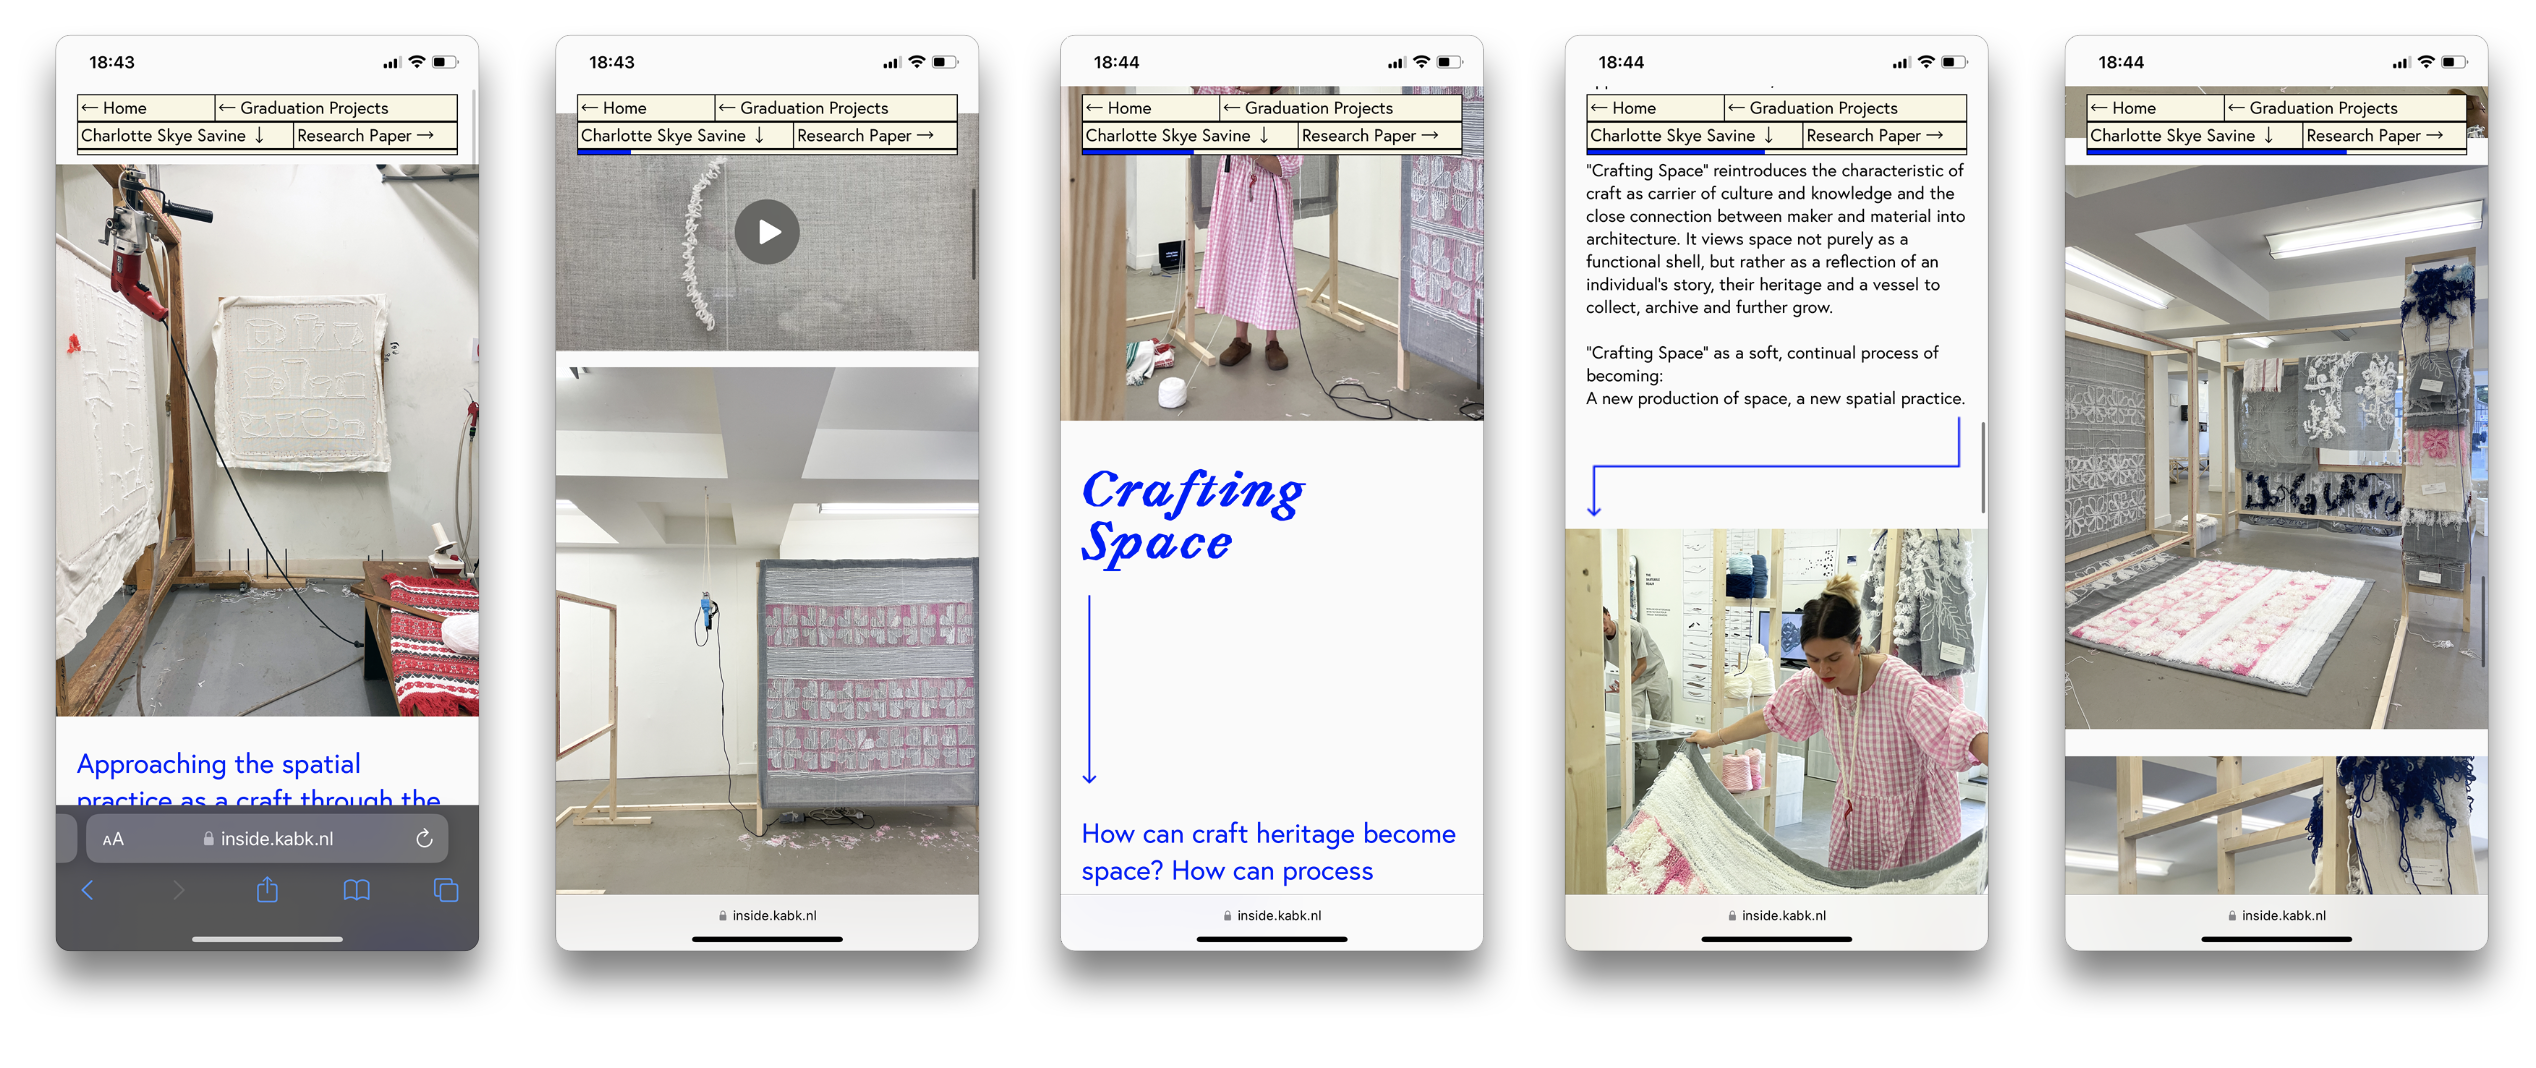 18:43
← Home
← Graduation Projects
Charlotte Skye Savine ↓
Research Paper →
Approaching the spatial
practice as a craft through the
AA
inside.kabk.nl
18:43
← Home
← Graduation Projects
Charlotte Skye Savine ↓
Research Paper →
inside.kabk.nl
18:44
← Home
← Graduation Projects
Charlotte Skye Savine ↓
Research Paper →
Crafting
Space
How can craft heritage become
space? How can process
inside.kabk.nl
18:44
← Home
← Graduation Projects
Charlotte Skye Savine ↓
Research Paper →
"Crafting Space" reintroduces the characteristic of
craft as carrier of culture and knowledge and the
close connection between maker and material into
architecture. It views space not purely as a
functional shell, but rather as a reflection of an
individual's story, their heritage and a vessel to
collect, archive and further grow.
"Crafting Space" as a soft, continual process of
becoming:
A new production of space, a new spatial practice.
inside.kabk.nl
18:44
← Home
← Graduation Projects
Charlotte Skye Savine ↓
Research Paper →
inside.kabk.nl